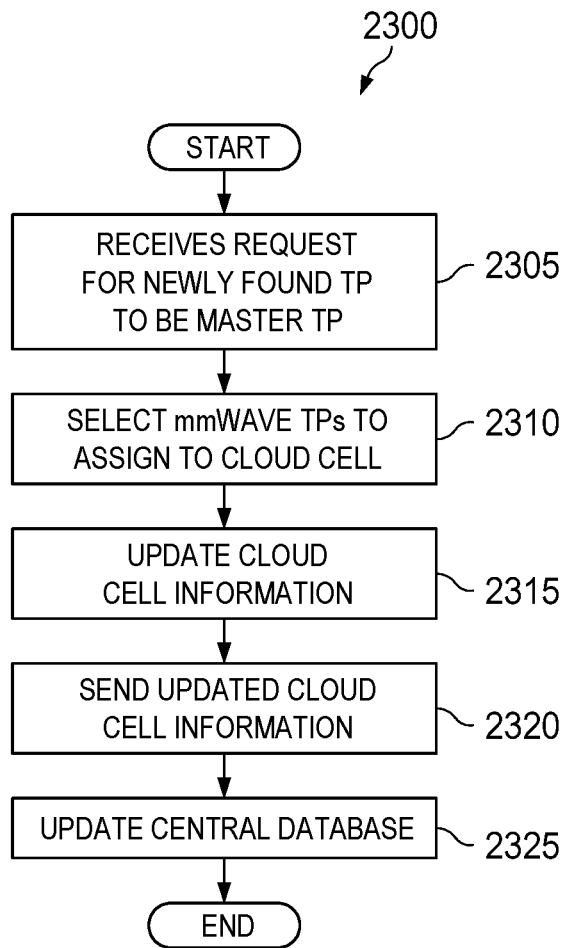 2300
START
RECEIVES REQUEST
FOR NEWLY FOUND TP
TO BE MASTER TP
2305
SELECT mmWAVE TPs TO
ASSIGN TO CLOUD CELL
2310
UPDATE CLOUD
CELL INFORMATION
2315
SEND UPDATED CLOUD
CELL INFORMATION
2320
UPDATE CENTRAL DATABASE
2325
END